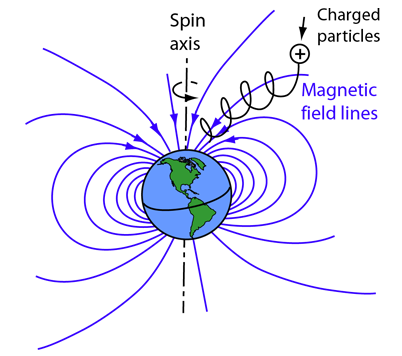 Spin
axis
Charged
particles
+
Magnetic
field lines